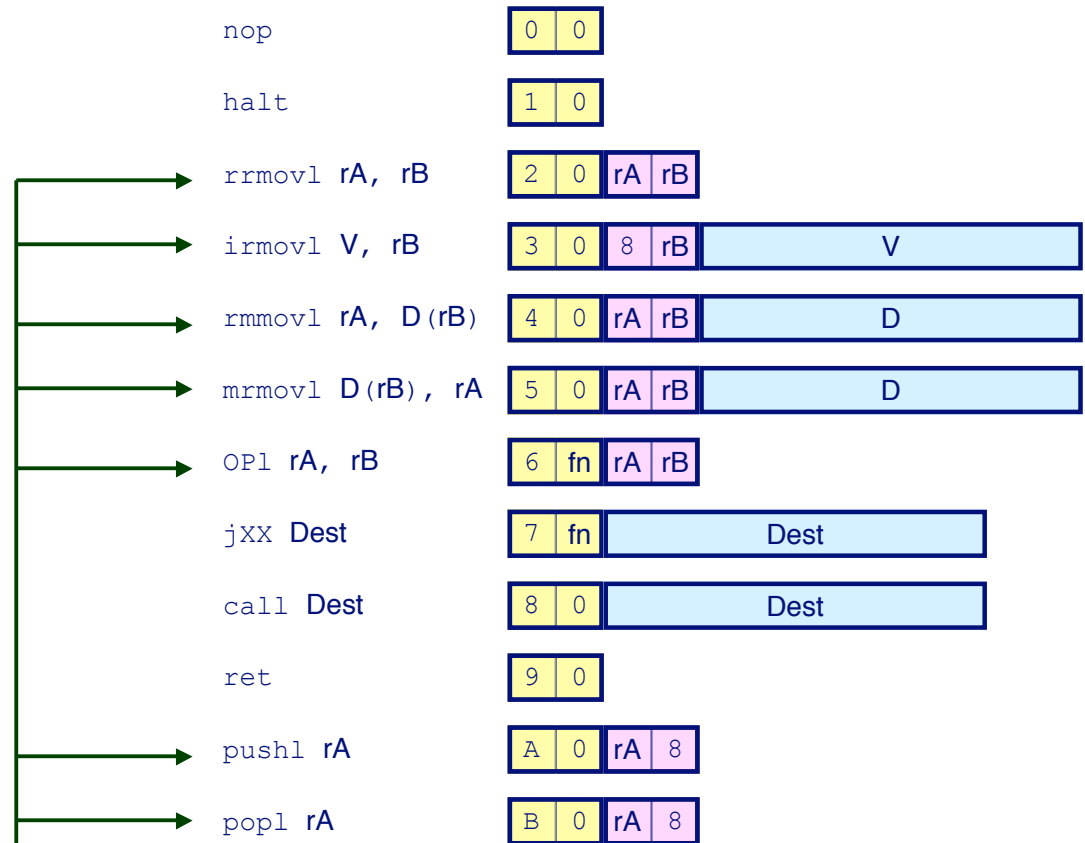 nop 0 0
halt 1 0
rrmovl rA, rB 2 0 rA rB
irmovl V, rB 3 0 8 rB V
rmmovl rA, D(rB) 4 0 rA rB D
mrmovl D(rB), rA 5 0 rA rB D
OPl rA, rB 6 fn rA rB
jXX Dest 7 fn Dest
call Dest 8 0 Dest
ret 9 0
pushl rA A 0 rA 8
popl rA B 0 rA 8